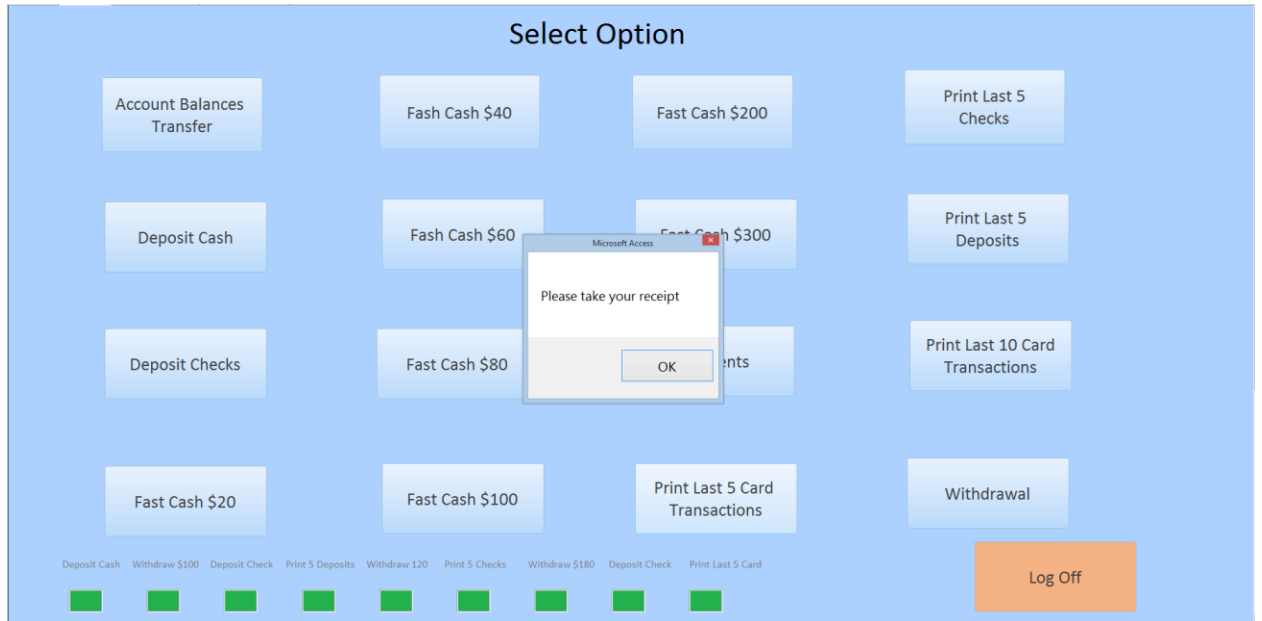 Select Option
Account Balances
Transfer
Fash Cash $40
Fast Cash $200
Print Last 5
Checks
Deposit Cash
Fash Cash $60
Fast Cash $300
Print Last 5
Deposits
Microsoft Access
Please take your receipt
OK
Deposit Checks
Fast Cash $80
ents
Print Last 10 Card
Transactions
Fast Cash $20
Fast Cash $100
Print Last 5 Card
Transactions
Withdrawal
Deposit Cash
Withdraw $100
Deposit Check
Print 5 Deposits
Withdraw 120
Print 5 Checks
Withdraw $180
Deposit Check
Print Last 5 Card
Log Off